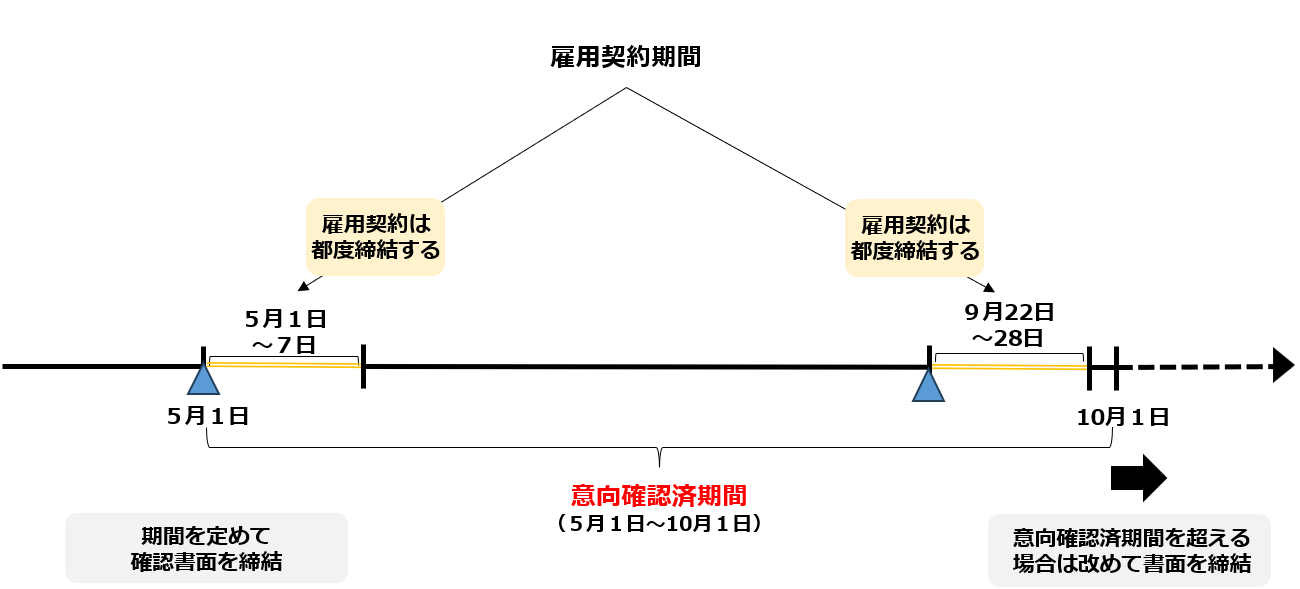 雇用契約期間
雇用契約は
都度締結する
雇用契約は
都度締結する
５月１日
～７日
９月22日
～28日
５月１日
10月１日
意向確認済期間
（５月１日～10月１日）
期間を定めて
確認書面を締結
意向確認済期間を超える
場合は改めて書面を締結